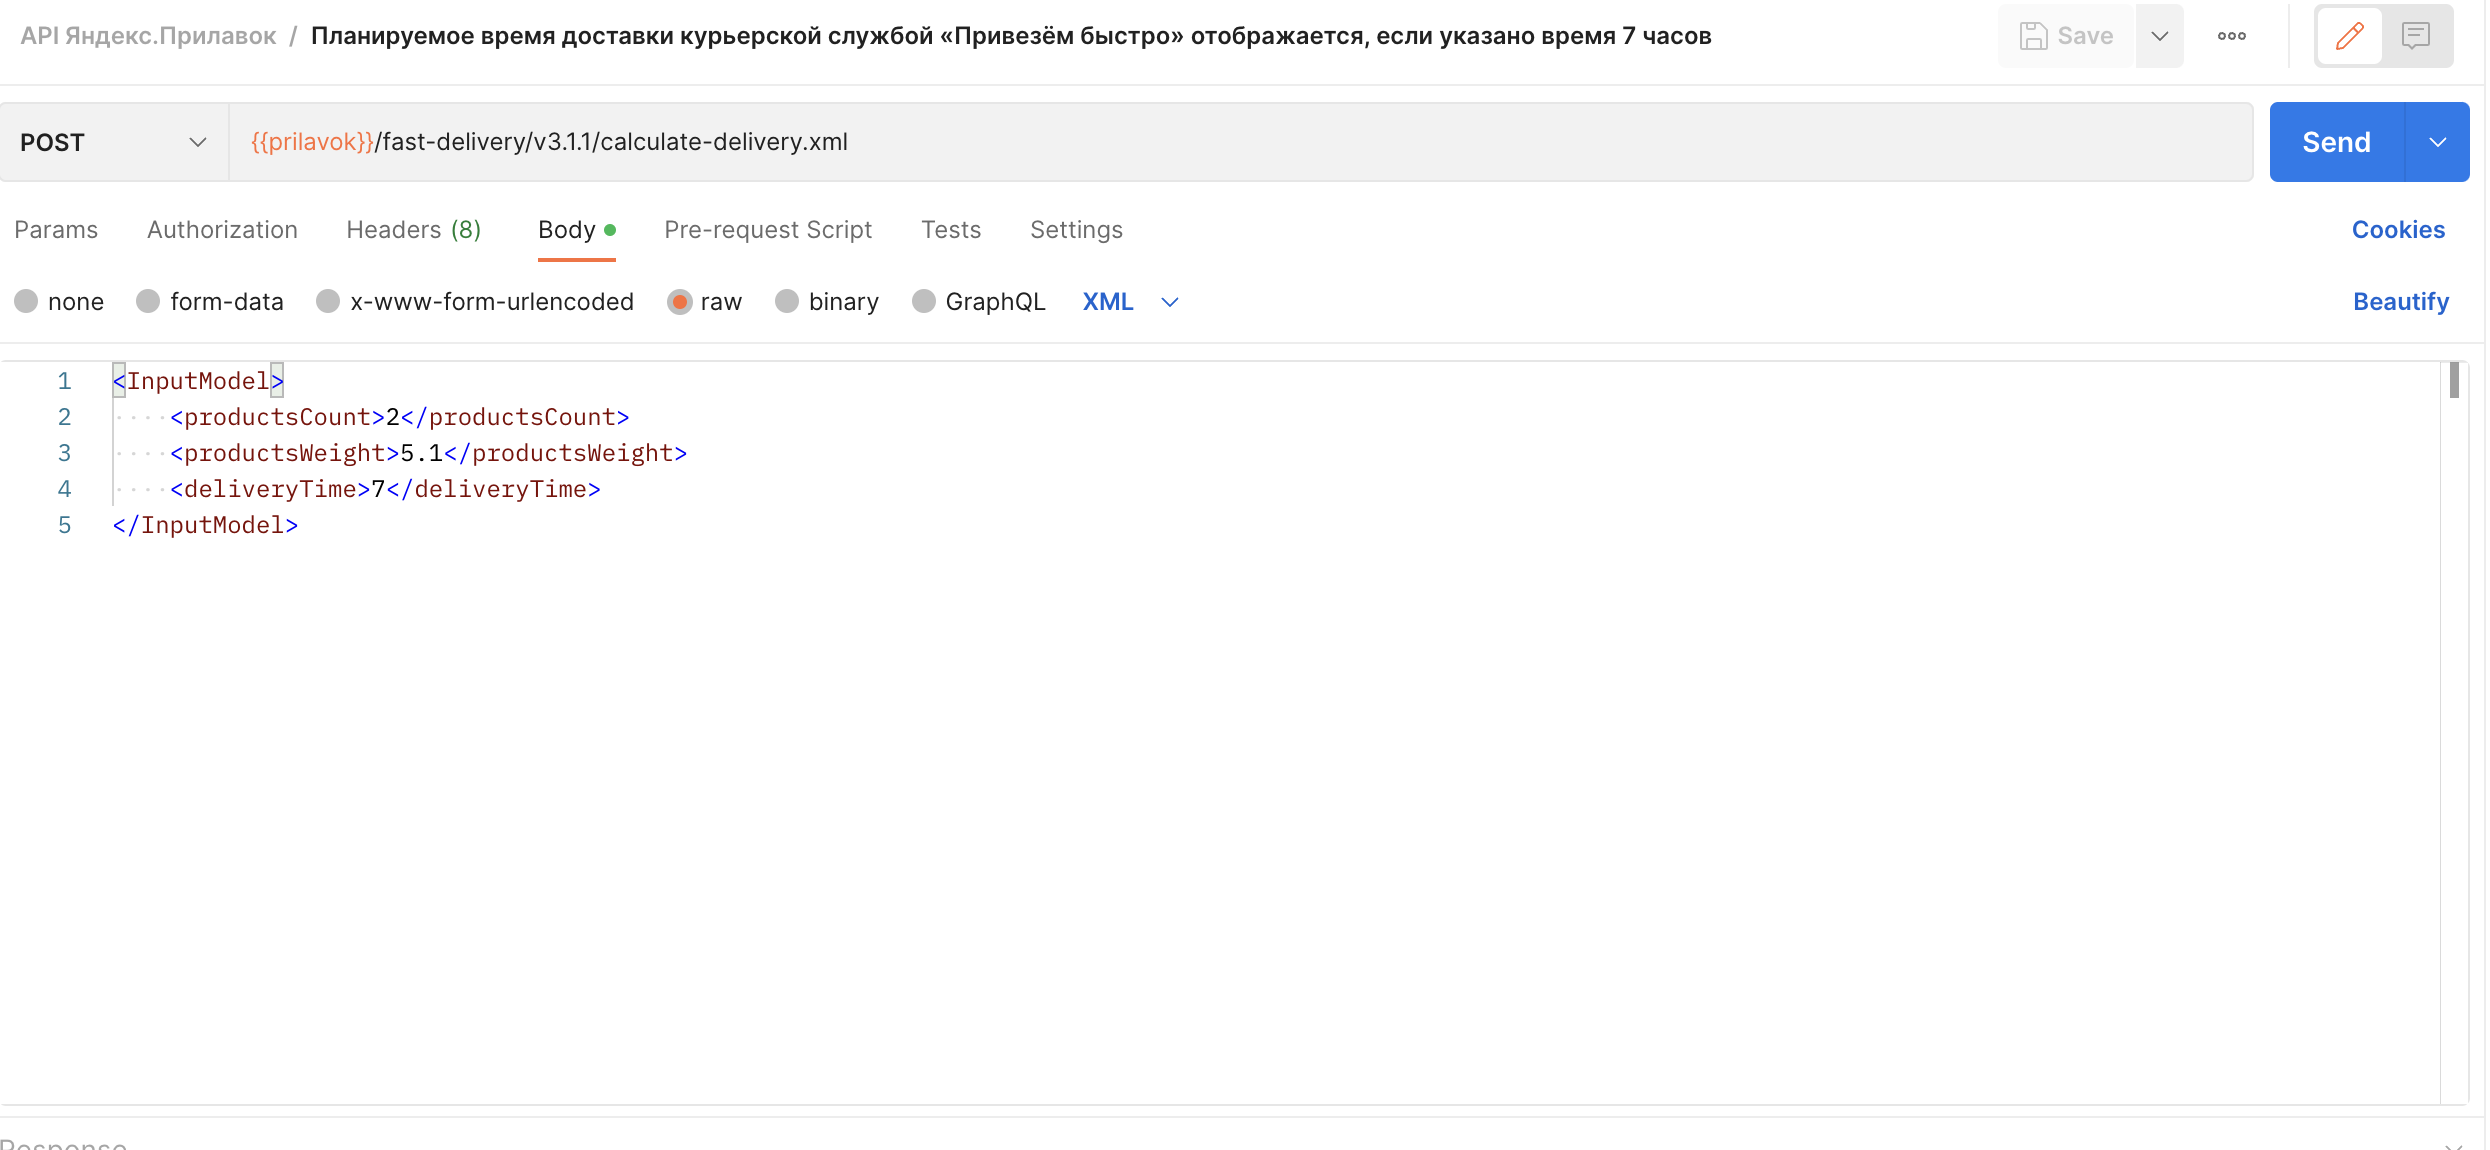 API Яндекс.Прилавок / Планируемое время доставки курьерской службой «Привезём быстро» отображается, если указано время 7 часов
Save
POST
{{prilavok}}/fast-delivery/v3.1.1/calculate-delivery.xml
Send
Params Authorization Headers (8) Body Pre-request Script Tests Settings
Cookies
none form-data x-www-form-urlencoded raw binary GraphQL XML
Beautify
1 <InputModel>
2 <productsCount>2</productsCount>
3 <productsWeight>5.1</productsWeight>
4 <deliveryTime>7</deliveryTime>
5 </InputModel>
Response